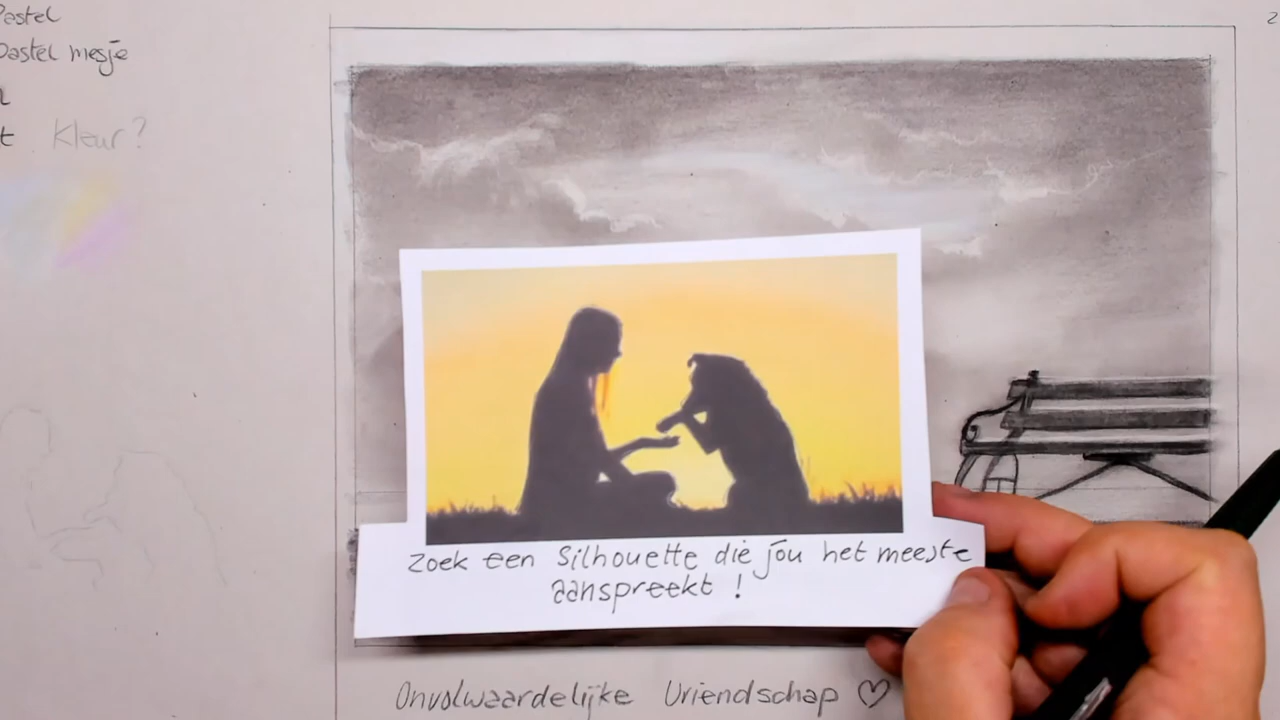 Pastel
Pastel mesje
t Kleur?
zoek een Silhouette die jou het meeste
aanspreekt !
Onvolwaardelijke Vriendschap ♡